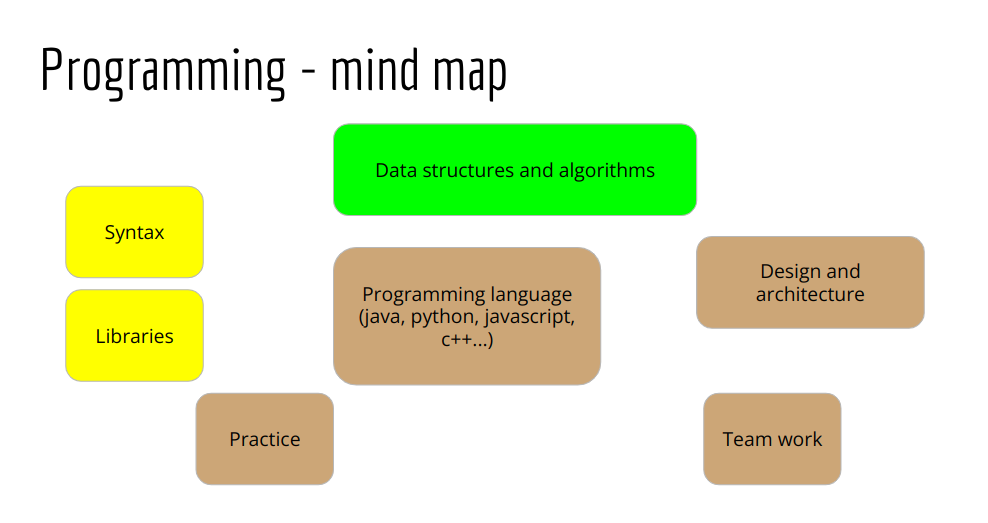 Programming - mind map
Data structures and algorithms
Syntax
Libraries
Programming language
(java, python, javascript,
c++...)
Design and
architecture
Practice
Team work